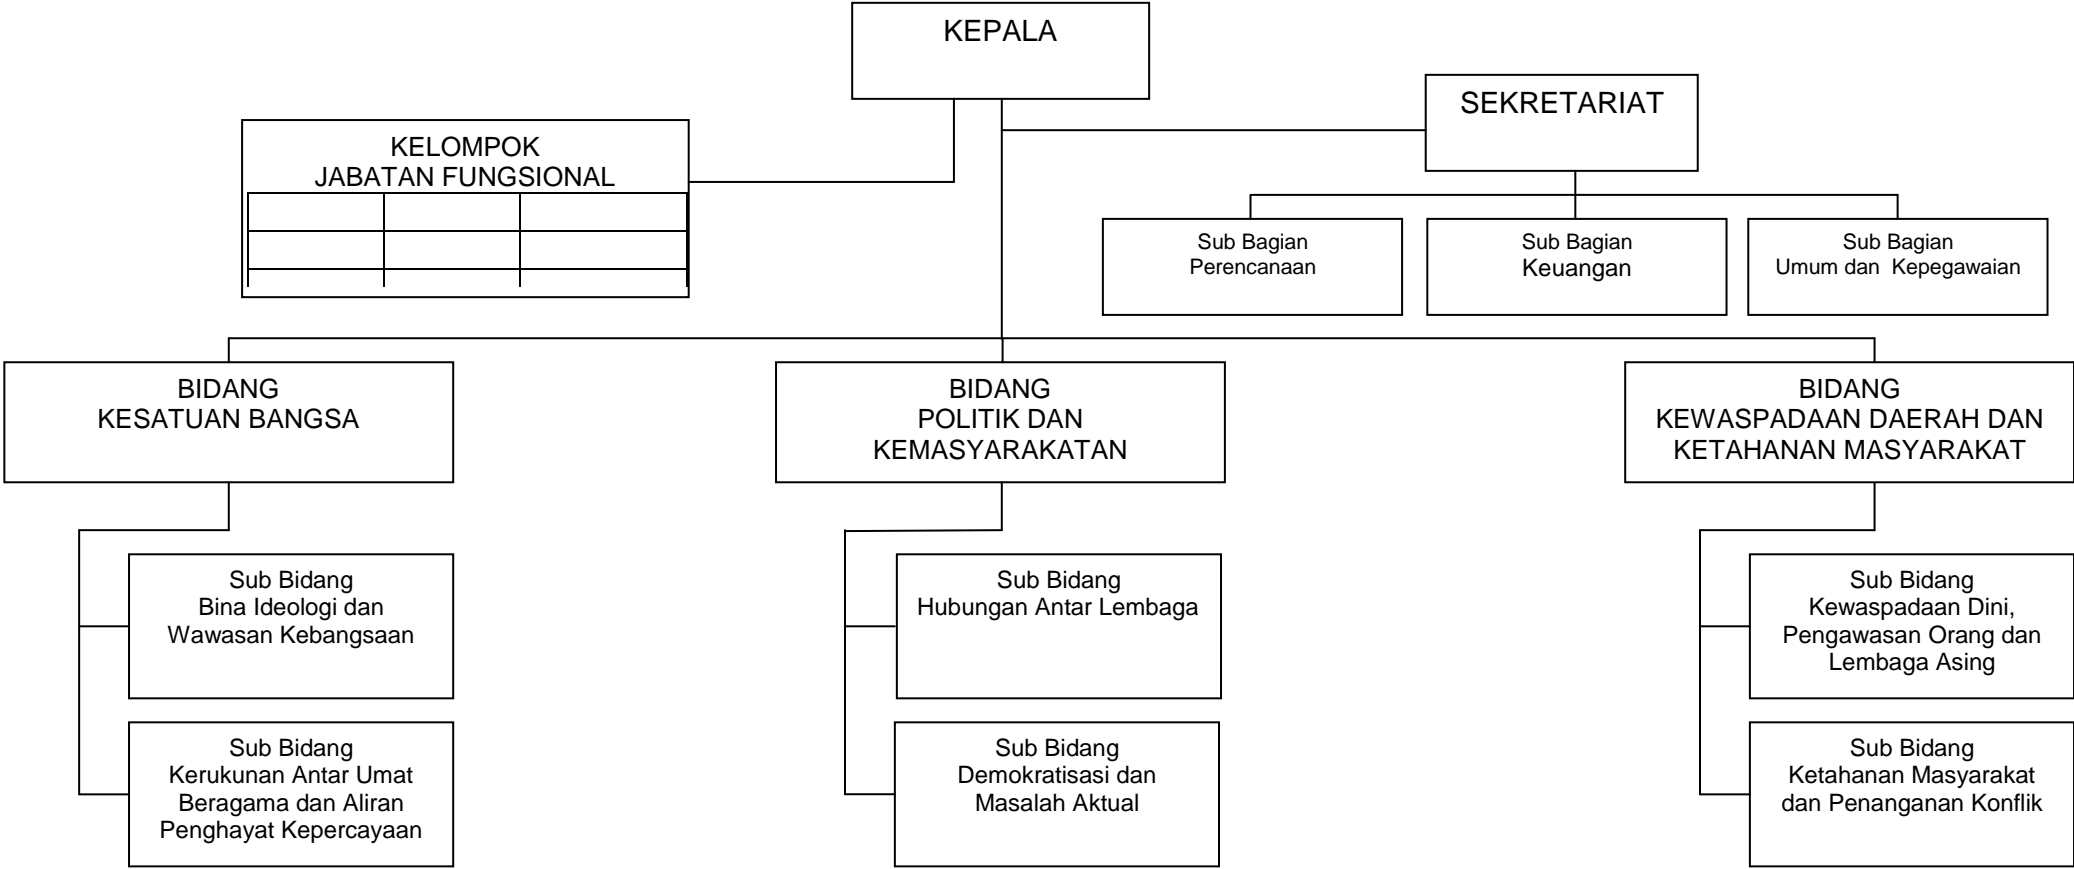 KEPALA
SEKRETARIAT
KELOMPOK
JABATAN FUNGSIONAL
Sub Bagian
Perencanaan
Sub Bagian
Keuangan
Sub Bagian
Umum dan Kepegawaian
BIDANG
KESATUAN BANGSA
BIDANG
POLITIK DAN
KEMASYARAKATAN
BIDANG
KEWASPADAAN DAERAH DAN
KETAHANAN MASYARAKAT
Sub Bidang
Bina Ideologi dan
Wawasan Kebangsaan
Sub Bidang
Hubungan Antar Lembaga
Sub Bidang
Kewaspadaan Dini,
Pengawasan Orang dan
Lembaga Asing
Sub Bidang
Kerukunan Antar Umat
Beragama dan Aliran
Penghayat Kepercayaan
Sub Bidang
Demokratisasi dan
Masalah Aktual
Sub Bidang
Ketahanan Masyarakat
dan Penanganan Konflik